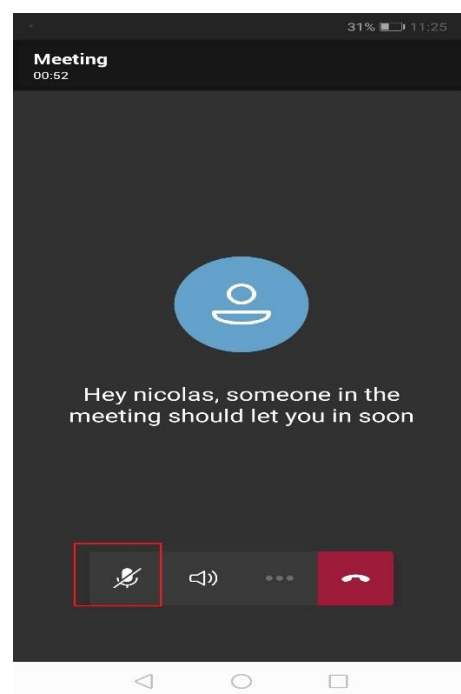 31% 11:25
Meeting
00:52
Hey nicolas, someone in the
meeting should let you in soon